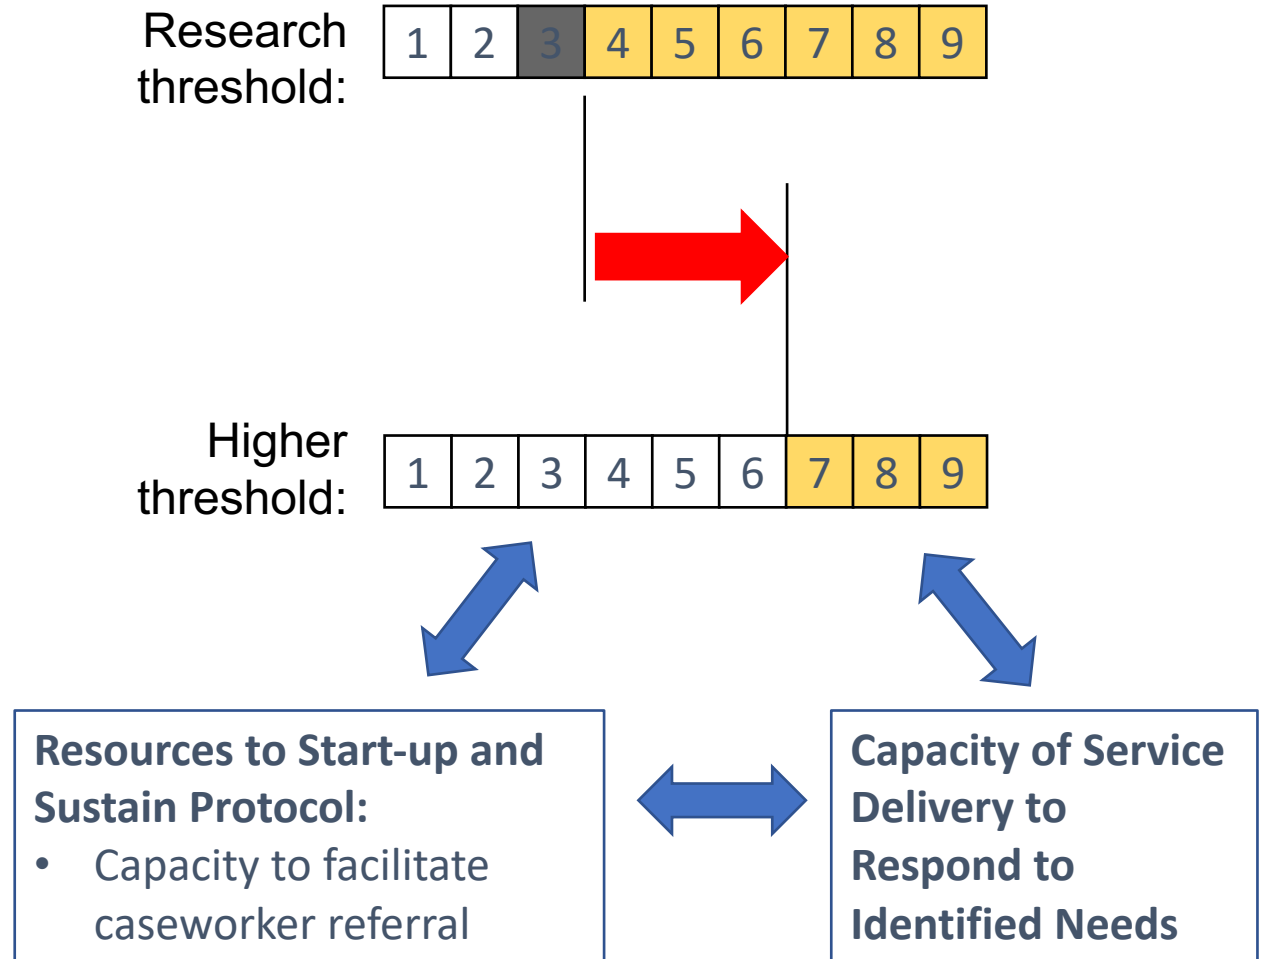 Research
threshold:
1 2 3 4 5 6 7 8 9
Higher
threshold:
1 2 3 4 5 6 7 8 9
Resources to Start-up and
Sustain Protocol:
• Capacity to facilitate
caseworker referral
Capacity of Service
Delivery to
Respond to
Identified Needs